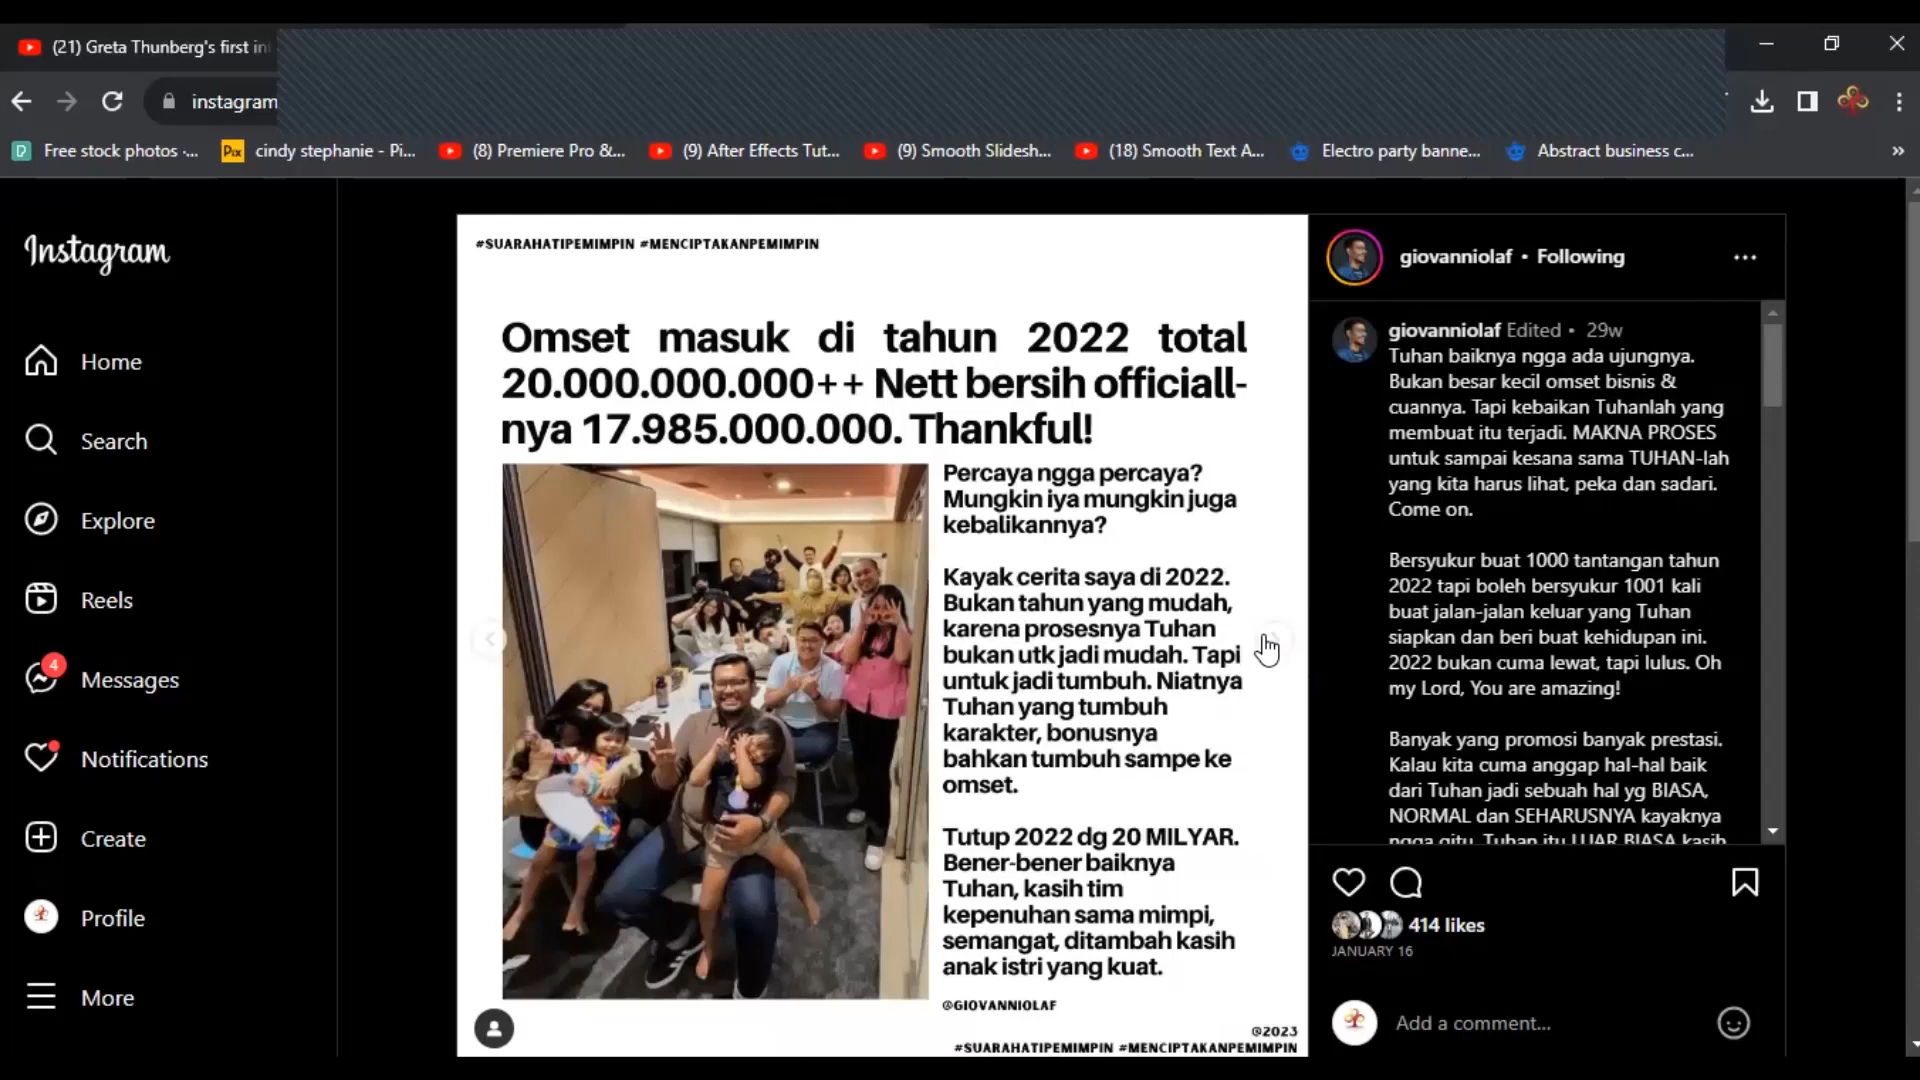 (21) Greta Thunberg's first in
instagram
Free stock photos -...
Pix
cindy stephanie - Pi...
(8) Premiere Pro &...
(9) After Effects Tut...
(9) Smooth Slidesh...
(18) Smooth Text A...
Electro party banne...
Abstract business c...
»
Instagram
Home
Search
Explore
Reels
4
Messages
Notifications
Create
Profile
More
#SUARAHATIPEMIMPIN #MENCIPTAKANPEMIMPIN
Omset masuk di tahun 2022 total
20.000.000.000++ Nett bersih officiall-
nya 17.985.000.000. Thankful!
Percaya ngga percaya?
Mungkin iya mungkin juga
kebalikannya?
Kayak cerita saya di 2022.
Bukan tahun yang mudah,
karena prosesnya Tuhan
bukan utk jadi mudah. Tapi
untuk jadi tumbuh. Niatnya
Tuhan yang tumbuh
karakter, bonusnya
bahkan tumbuh sampe ke
omset.
Tutup 2022 dg 20 MILYAR.
Bener-bener baiknya
Tuhan, kasih tim
kepenuhan sama mimpi,
semangat, ditambah kasih
anak istri yang kuat.
@GIOVANNIOLAF
@2023
#SUARAHATIPEMIMPIN #MENCIPTAKANPEMIMPIN
giovanniolaf • Following
giovanniolaf Edited • 29w
Tuhan baiknya ngga ada ujungnya.
Bukan besar kecil omset bisnis &
cuannya. Tapi kebaikan Tuhanlah yang
membuat itu terjadi. MAKNA PROSES
untuk sampai kesana sama TUHAN-lah
yang kita harus lihat, peka dan sadari.
Come on.
Bersyukur buat 1000 tantangan tahun
2022 tapi boleh bersyukur 1001 kali
buat jalan-jalan keluar yang Tuhan
siapkan dan beri buat kehidupan ini.
2022 bukan cuma lewat, tapi lulus. Oh
my Lord, You are amazing!
Banyak yang promosi banyak prestasi.
Kalau kita cuma anggap hal-hal baik
dari Tuhan jadi sebuah hal yg BIASA,
NORMAL dan SEHARUSNYA kayaknya
ngga gitu. Tuhan itu LUAR BIASA kasih
414 likes
JANUARY 16
Add a comment...